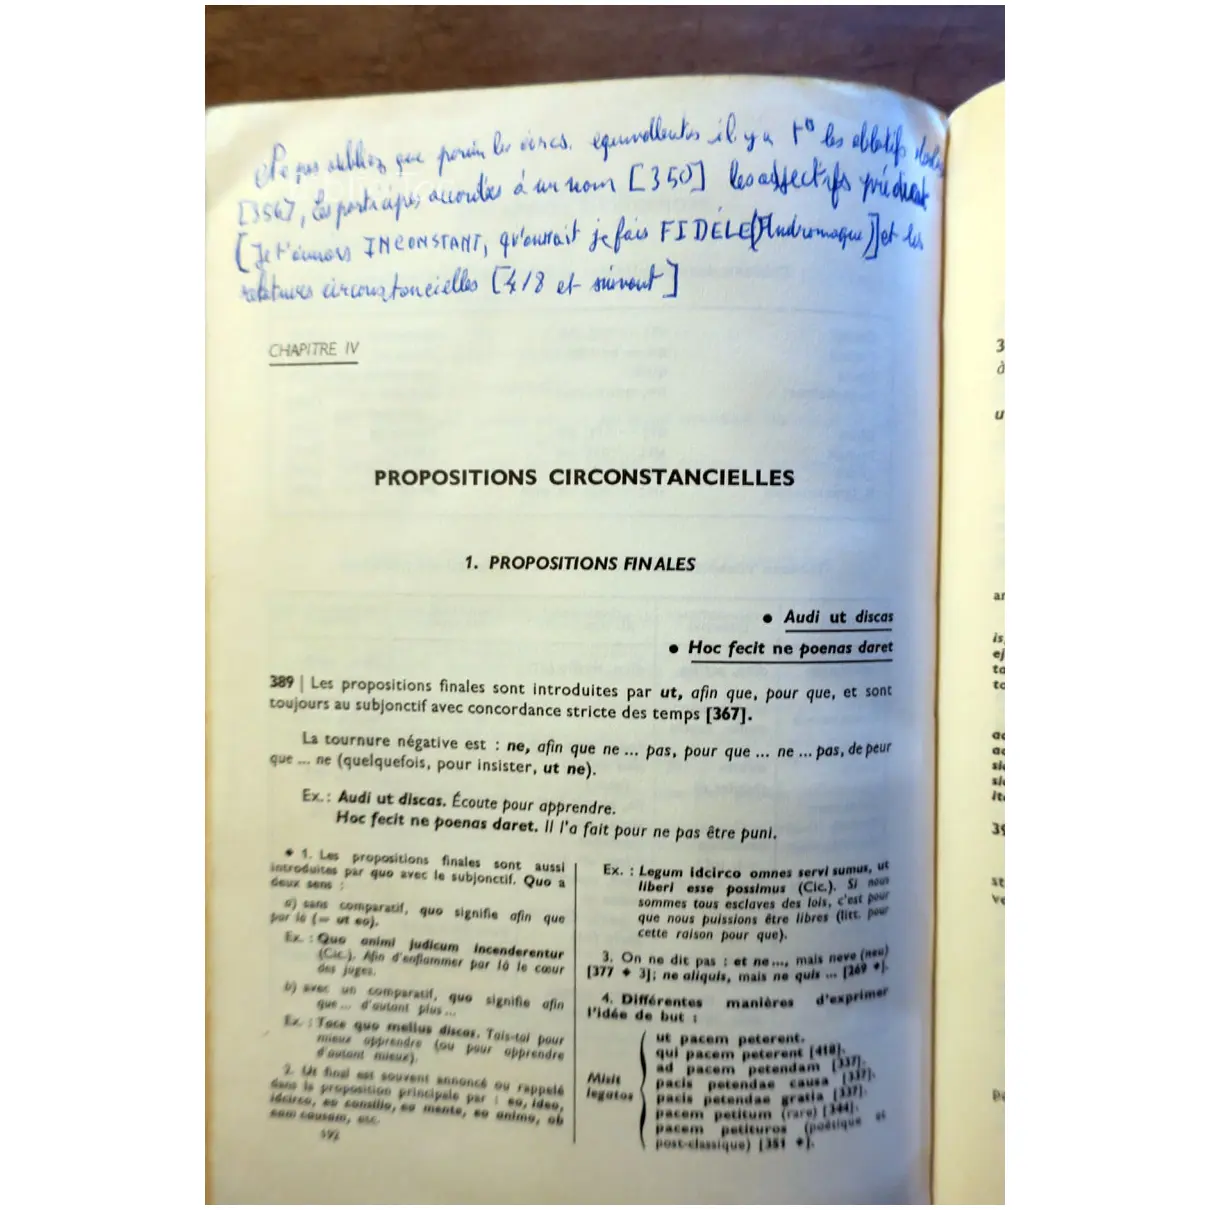 Ne pas oubliez que parmi les circs. equivallentes il y a 1° les ablatifs
[356], les participes accordés à un nom [350] les adjectifs prédicat
[Je t'aimais INCONSTANT, qu'aurait je fais FIDÈLE (Andromaque)] et les
relatives circonstancielles [418 et suivant]
CHAPITRE IV
PROPOSITIONS CIRCONSTANCIELLES
1. PROPOSITIONS FINALES
• Audi ut discas
• Hoc fecit ne poenas daret
389 | Les propositions finales sont introduites par ut, afin que, pour que, et sont
toujours au subjonctif avec concordance stricte des temps [367].
La tournure négative est : ne, afin que ne ... pas, pour que ... ne ... pas, de peur
que ... ne (quelquefois, pour insister, ut ne).
Ex. : Audi ut discas. Écoute pour apprendre.
Hoc fecit ne poenas daret. Il l'a fait pour ne pas être puni.
◆ 1. Les propositions finales sont aussi
introduites par quo avec le subjonctif. Quo a
deux sens :
a) sans comparatif, quo signifie afin que
par là (= ut eo).
Ex. : Quo animi judicum incenderentur
(Cic.). Afin d'enflammer par là le cœur
des juges.
b) avec un comparatif, quo signifie afin
que... d'autant plus...
Ex. : Tace quo melius discas. Tais-toi pour
mieux apprendre (ou pour apprendre
d'autant mieux).
2. Ut final est souvent annoncé ou rappelé
dans la proposition principale par : eo, ideo,
idcirco, eo consilio, ea mente, eo animo, ob
eam causam, etc.
Ex. : Legum idcirco omnes servi sumus, ut
liberi esse possimus (Cic.). Si nous
sommes tous esclaves des lois, c'est pour
que nous puissions être libres (litt. pour
cette raison pour que).
3. On ne dit pas : et ne ..., mais neve (neu)
[377 ◆ 3]; ne aliquis, mais ne quis ... [269 ◆].
4. Différentes manières d'exprimer
l'idée de but :
Misit
legatos
ut pacem peterent.
qui pacem peterent [418].
ad pacem petendam [337].
pacis petendae causa [337].
pacis petendae gratia [337].
pacem petitum (rare) [344].
pacem petituros (poétique et
post-classique) [351 ◆].
192